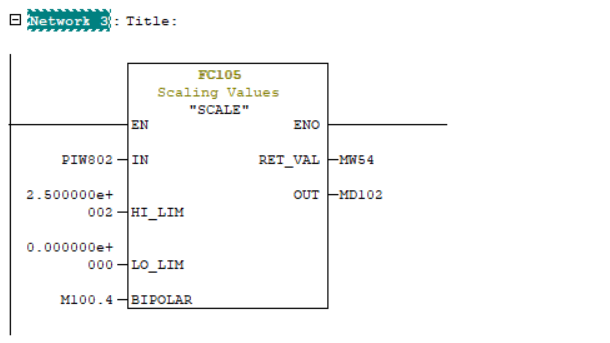 Network 3: Title:
FC105
Scaling Values
"SCALE"
EN ENO
PIW802 IN RET_VAL MW54
2.500000e+ OUT MD102
002 HI_LIM
0.000000e+
000 LO_LIM
M100.4 BIPOLAR